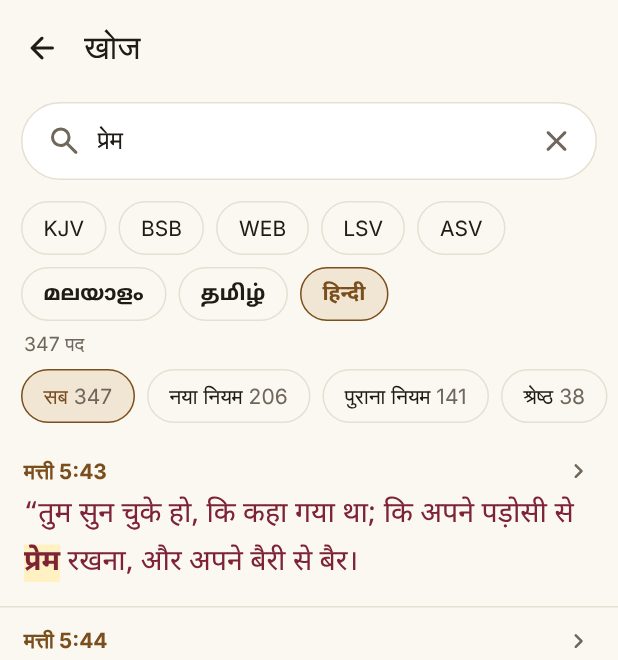 खोज
प्रेम
KJV BSB WEB LSV ASV
മലയാളം தமிழ் हिन्दी
347 पद
सब 347 नया नियम 206 पुराना नियम 141 श्रेष्ठ 38
मत्ती 5:43
“तुम सुन चुके हो, कि कहा गया था; कि अपने पड़ोसी से
प्रेम रखना, और अपने बैरी से बैर।
मत्ती 5:44